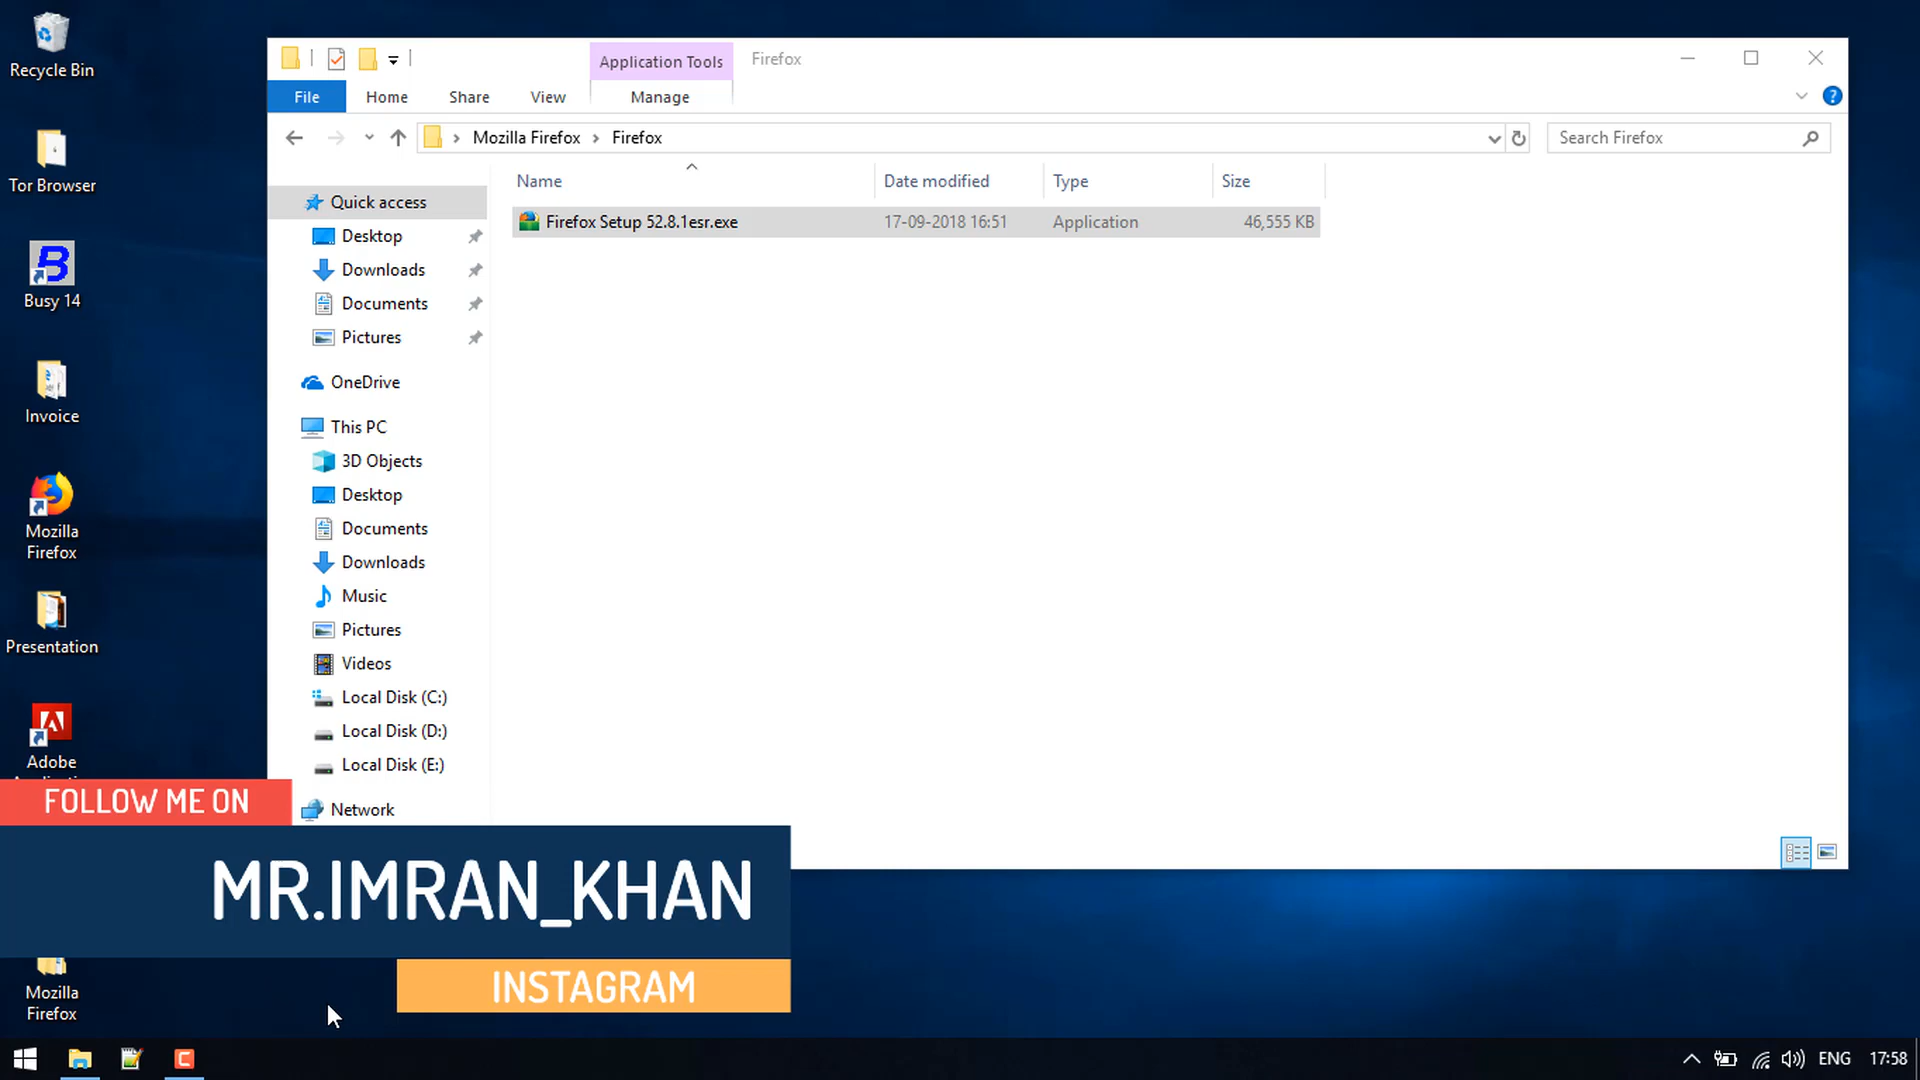 Recycle Bin
Tor Browser
Busy 14
Invoice
Mozilla
Firefox
Presentation
Adobe
Mozilla
Firefox
Application Tools
Firefox
File
Home
Share
View
Manage
Mozilla Firefox
Firefox
Search Firefox
Name
Date modified
Type
Size
Firefox Setup 52.8.1esr.exe
17-09-2018 16:51
Application
46,555 KB
Quick access
Desktop
Downloads
Documents
Pictures
OneDrive
This PC
3D Objects
Desktop
Documents
Downloads
Music
Pictures
Videos
Local Disk (C:)
Local Disk (D:)
Local Disk (E:)
Network
FOLLOW ME ON
MR.IMRAN_KHAN
INSTAGRAM
ENG
17:58